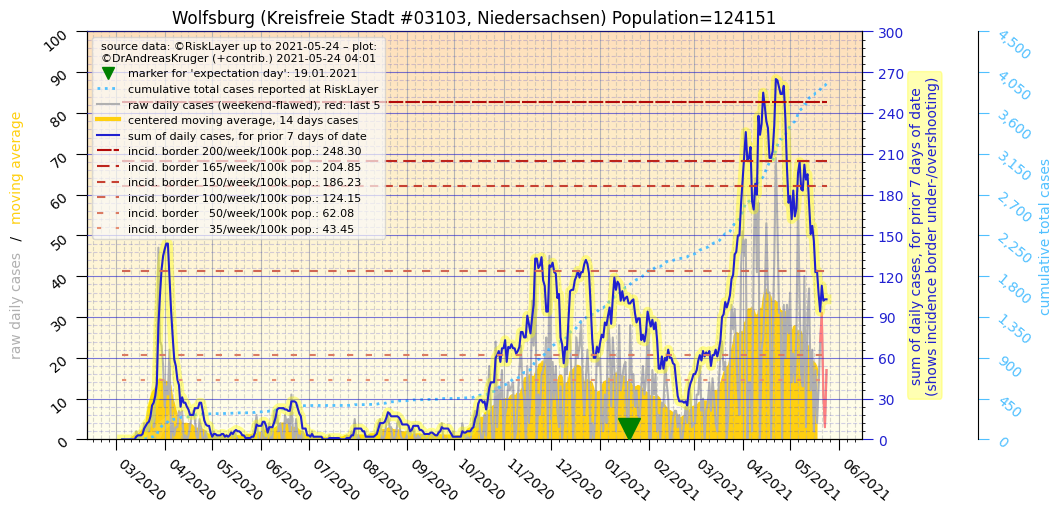 Wolfsburg (Kreisfreie Stadt #03103, Niedersachsen) Population=124151
source data: ©RiskLayer up to 2021-05-24 – plot:
©DrAndreasKruger (+contrib.) 2021-05-24 04:01
marker for 'expectation day': 19.01.2021
cumulative total cases reported at RiskLayer
raw daily cases (weekend-flawed), red: last 5
centered moving average, 14 days cases
sum of daily cases, for prior 7 days of date
incid. border 200/week/100k pop.: 248.30
incid. border 165/week/100k pop.: 204.85
incid. border 150/week/100k pop.: 186.23
incid. border 100/week/100k pop.: 124.15
incid. border 50/week/100k pop.: 62.08
incid. border 35/week/100k pop.: 43.45
raw daily cases / moving average
100
90
80
70
60
50
40
30
20
10
0
03/2020
04/2020
05/2020
06/2020
07/2020
08/2020
09/2020
10/2020
11/2020
12/2020
01/2021
02/2021
03/2021
04/2021
05/2021
06/2021
300
270
240
210
180
150
120
90
60
30
0
sum of daily cases, for prior 7 days of date
(shows incidence border under-/overshooting)
4,500
4,050
3,600
3,150
2,700
2,250
1,800
1,350
900
450
0
cumulative total cases